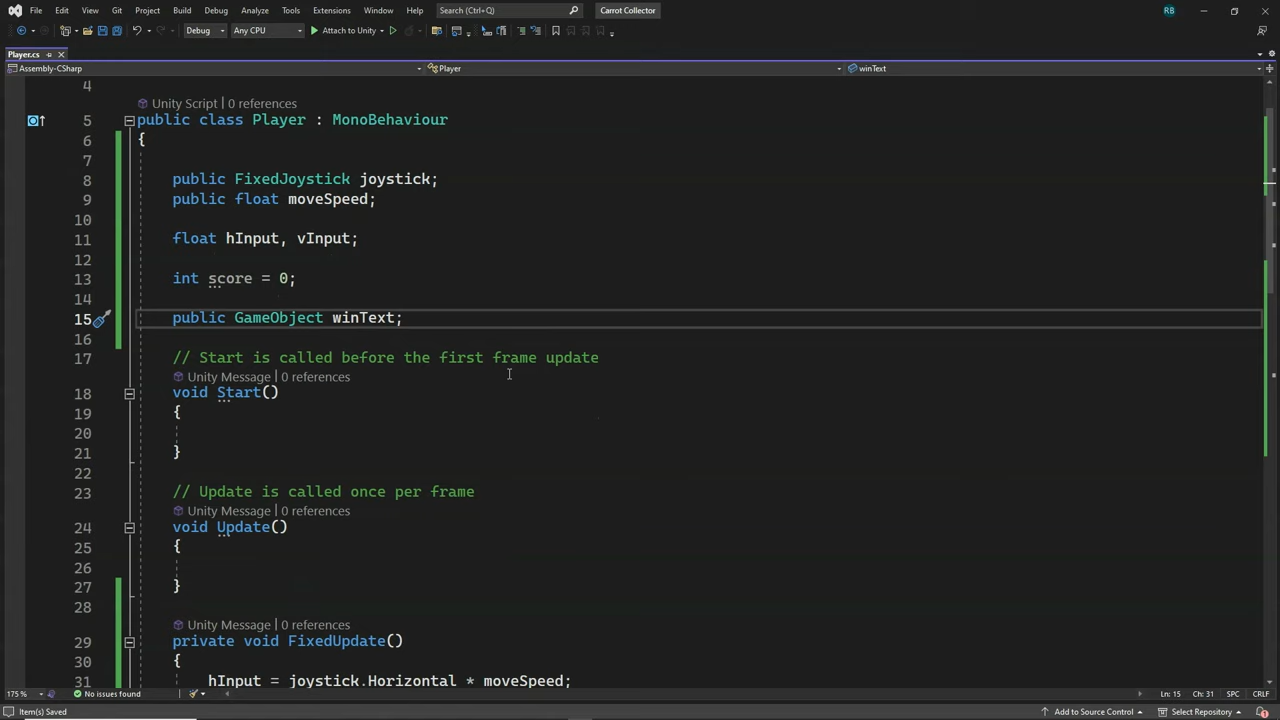 File Edit View Git Project Build Debug Analyze Tools Extensions Window Help Search (Ctrl+Q) Carrot Collector RB
Debug Any CPU Attach to Unity
Player.cs
Assembly-CSharp Player winText
4
Unity Script | 0 references
5 public class Player : MonoBehaviour
6 {
7
8 public FixedJoystick joystick;
9 public float moveSpeed;
10
11 float hInput, vInput;
12
13 int score = 0;
14
15 public GameObject winText;
16
17 // Start is called before the first frame update
Unity Message | 0 references
18 void Start()
19 {
20
21 }
22
23 // Update is called once per frame
Unity Message | 0 references
24 void Update()
25 {
26
27 }
28
Unity Message | 0 references
29 private void FixedUpdate()
30 {
31 hInput = joystick.Horizontal * moveSpeed;
175 % No issues found Ln: 15 Ch: 31 SPC CRLF
Item(s) Saved Add to Source Control Select Repository 1